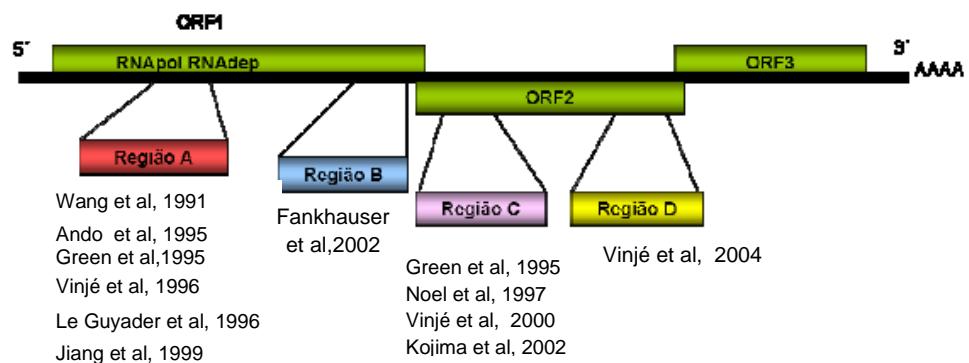 ORF1
5´
3´
RNApol RNAdep
ORF3
AAAA
ORF2
Região A
Região B
Região C
Região D
Wang et al, 1991
Ando et al, 1995
Green et al,1995
Vinjé et al, 1996
Le Guyader et al, 1996
Jiang et al, 1999
Fankhauser
et al,2002
Green et al, 1995
Noel et al, 1997
Vinjé et al, 2000
Kojima et al, 2002
Vinjé et al, 2004